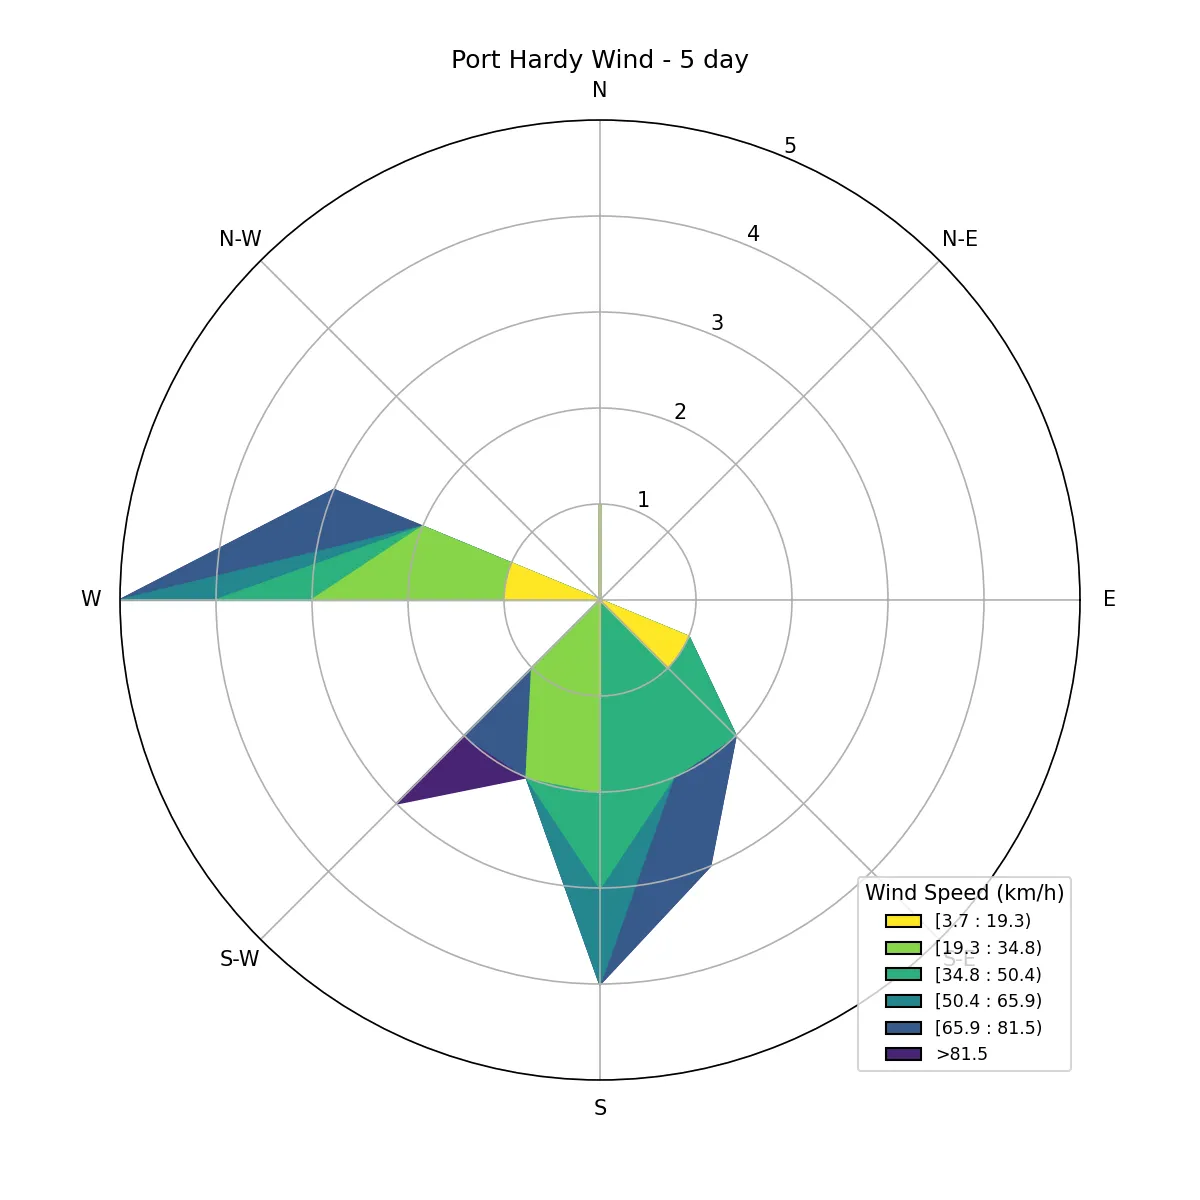 Port Hardy Wind - 5 day
N
5
N-W
4
N-E
3
2
1
W
E
S-W
S-E
Wind Speed (km/h)
[3.7 : 19.3)
[19.3 : 34.8)
[34.8 : 50.4)
[50.4 : 65.9)
[65.9 : 81.5)
>81.5
S